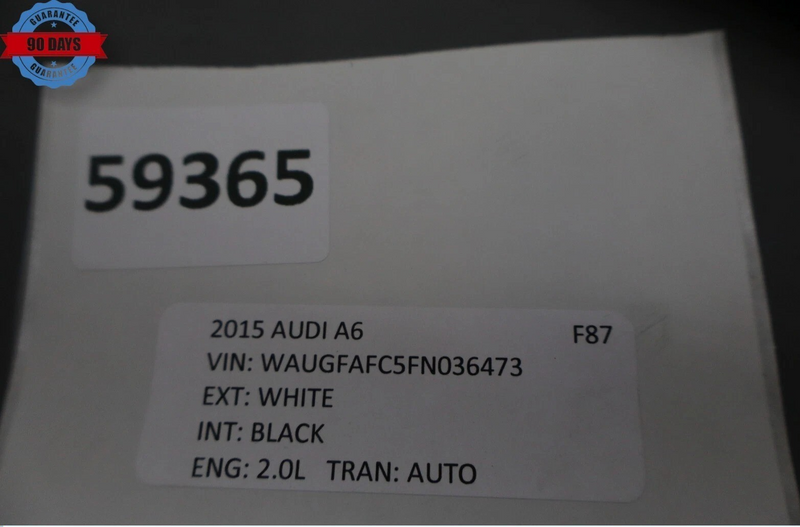 GUARANTEE
90 DAYS
GUARANTEE
59365
2015 AUDI A6 F87
VIN: WAUGFAFC5FN036473
EXT: WHITE
INT: BLACK
ENG: 2.0L TRAN: AUTO